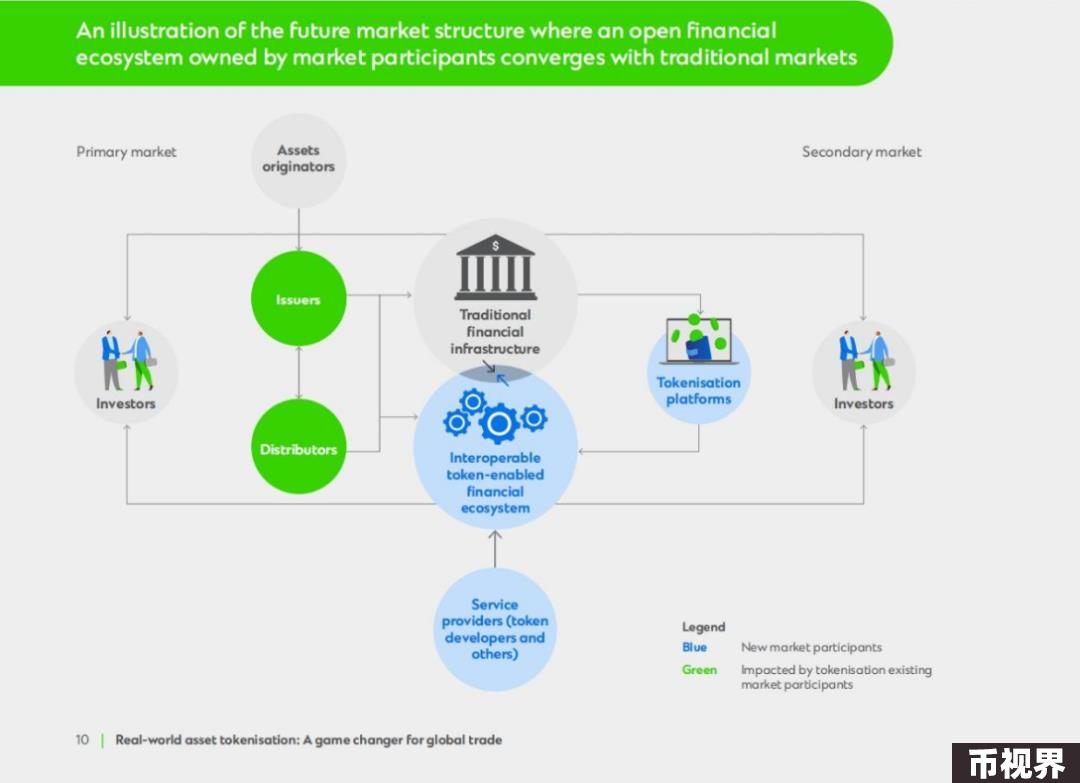 An illustration of the future market structure where an open financial
ecosystem owned by market participants converges with traditional markets
Primary market
Assets
originators
Secondary market
$
Issuers
Traditional
financial
infrastructure
Investors
Tokenisation
platforms
Investors
Distributors
Interoperable
token-enabled
financial
ecosystem
Service
providers (token
developers and
others)
Legend
Blue New market participants
Green Impacted by tokenisation existing
market participants
10 | Real-world asset tokenisation: A game changer for global trade
币视界